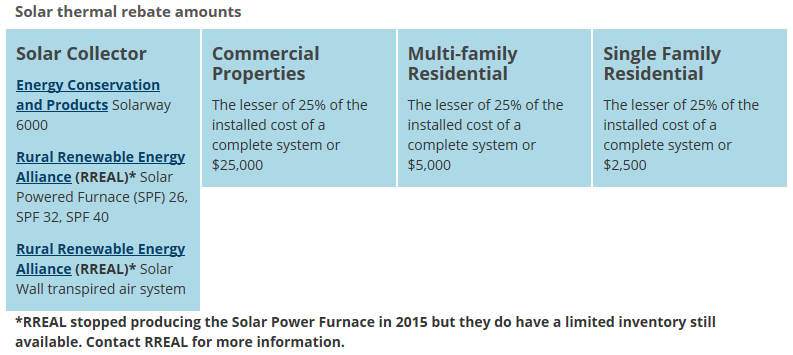 Solar thermal rebate amounts
Solar Collector
Energy Conservation
and Products Solarway
6000
Rural Renewable Energy
Alliance (RREAL)* Solar
Powered Furnace (SPF) 26,
SPF 32, SPF 40
Rural Renewable Energy
Alliance (RREAL)* Solar
Wall transpired air system
Commercial
Properties
The lesser of 25% of the
installed cost of a
complete system or
$25,000
Multi-family
Residential
The lesser of 25% of the
installed cost of a
complete system or
$5,000
Single Family
Residential
The lesser of 25% of the
installed cost of a
complete system or
$2,500
*RREAL stopped producing the Solar Power Furnace in 2015 but they do have a limited inventory still
available. Contact RREAL for more information.